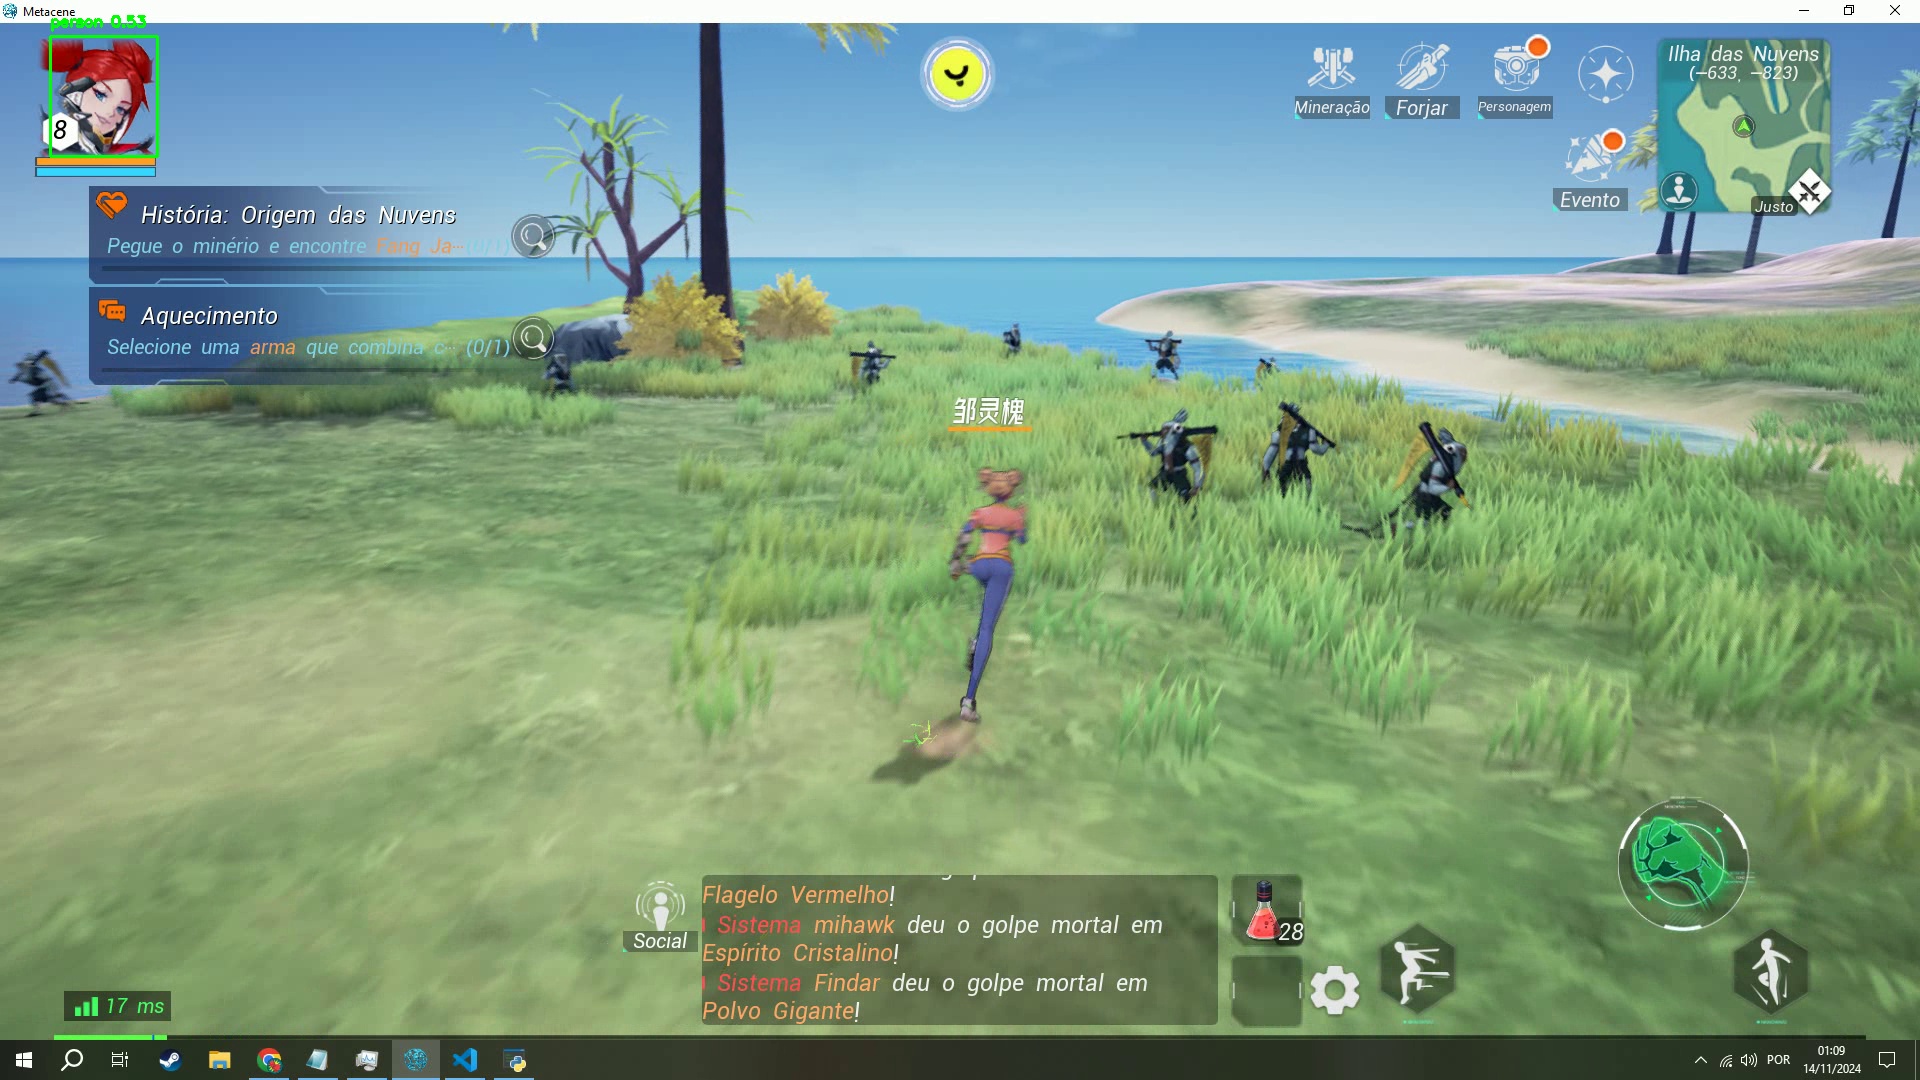 Metacene
person 0.53
8
História: Origem das Nuvens
Pegue o minério e encontre Fang Ja··· (0/1)
Aquecimento
Selecione uma arma que combina c··· (0/1)
Mineração
Forjar
Personagem
Evento
Ilha das Nuvens
(-633, -823)
Justo
邹灵槐
Social
Flagelo Vermelho!
Sistema mihawk deu o golpe mortal em
Espírito Cristalino!
Sistema Findar deu o golpe mortal em
Polvo Gigante!
28
17 ms
POR
01:09
14/11/2024